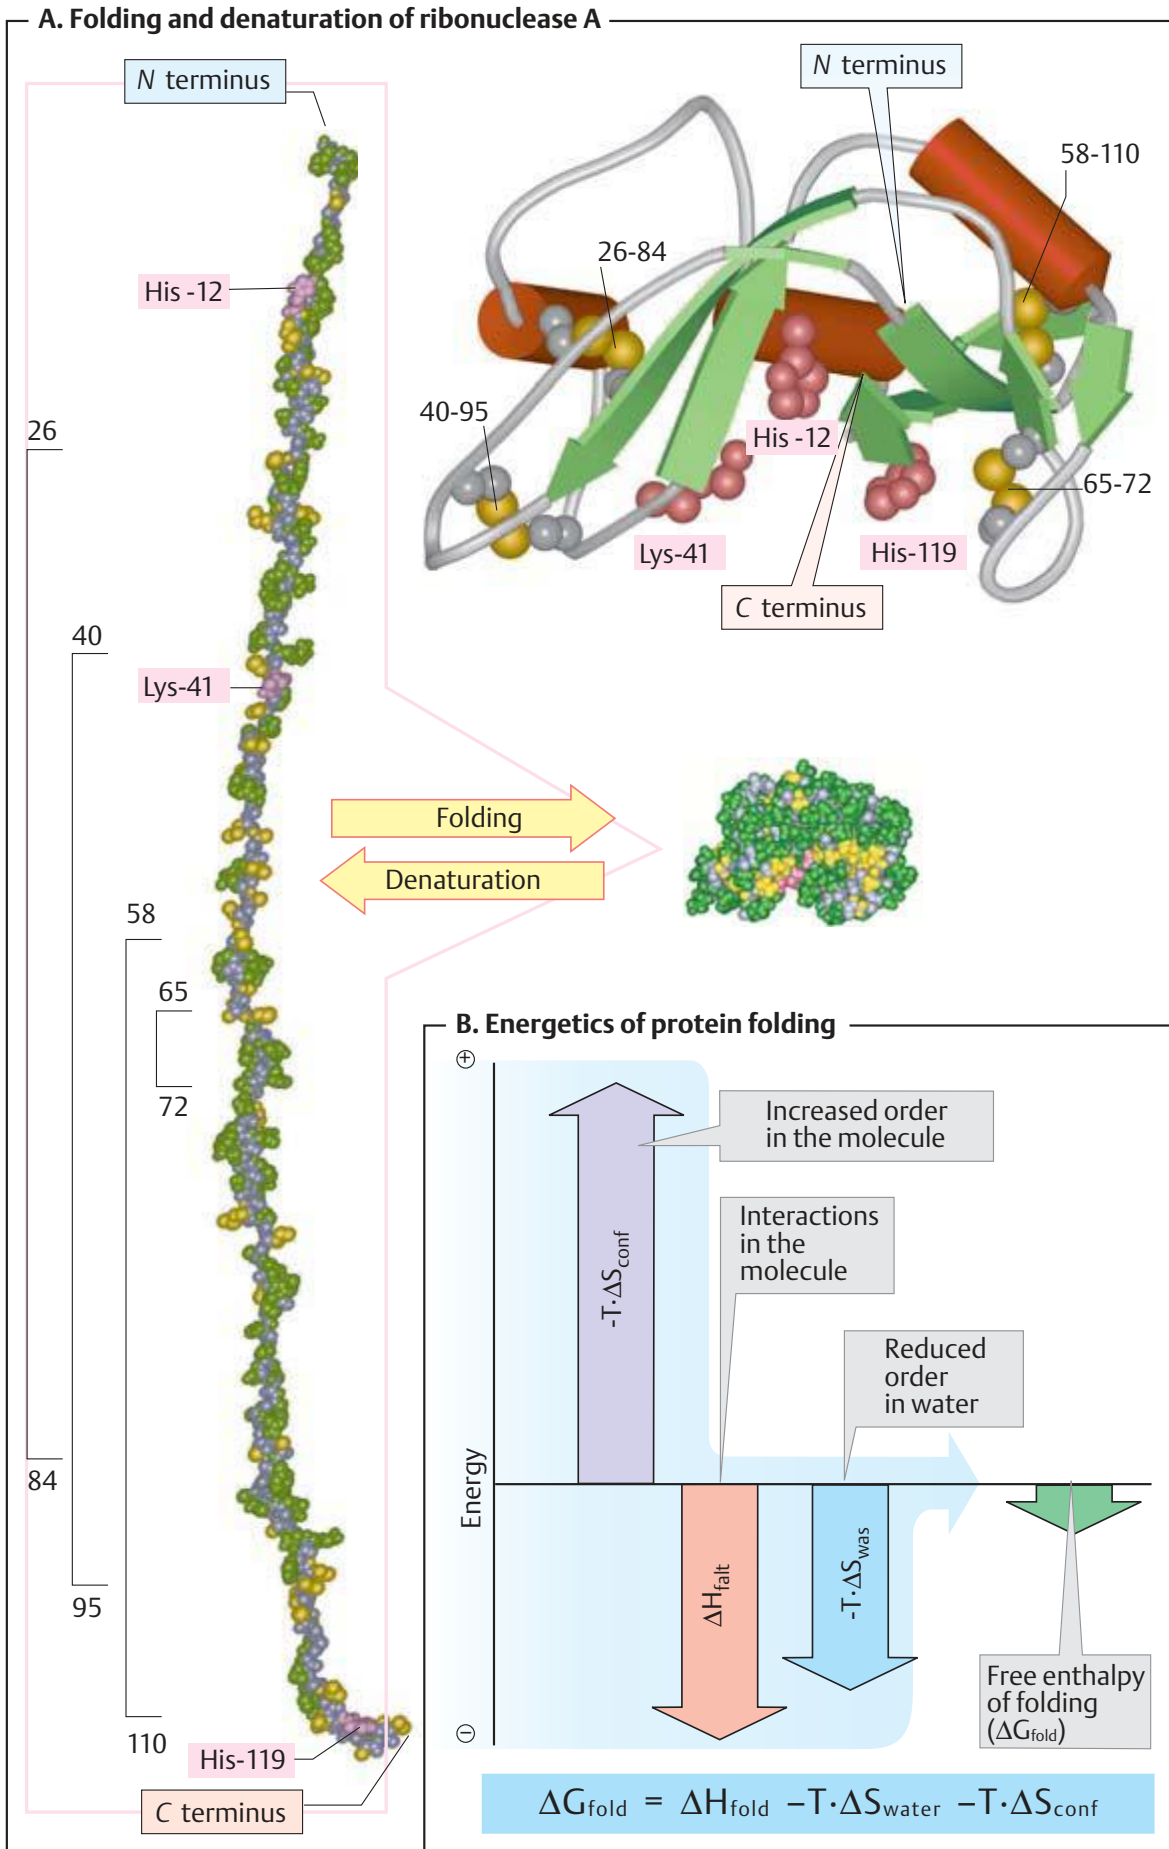 A. Folding and denaturation of ribonuclease A
N terminus
His -12
26
40
Lys-41
58
65
72
84
95
110
His-119
C terminus
N terminus
58-110
26-84
40-95
His -12
65-72
Lys-41
His-119
C terminus
Folding
Denaturation
B. Energetics of protein folding
+
Increased order
in the molecule
Interactions
in the
molecule
-T·ΔSconf
Reduced
order
in water
Energy
ΔHfalt
-T·ΔSwas
Free enthalpy
of folding
(ΔGfold)
−
ΔGfold = ΔHfold −T·ΔSwater −T·ΔSconf